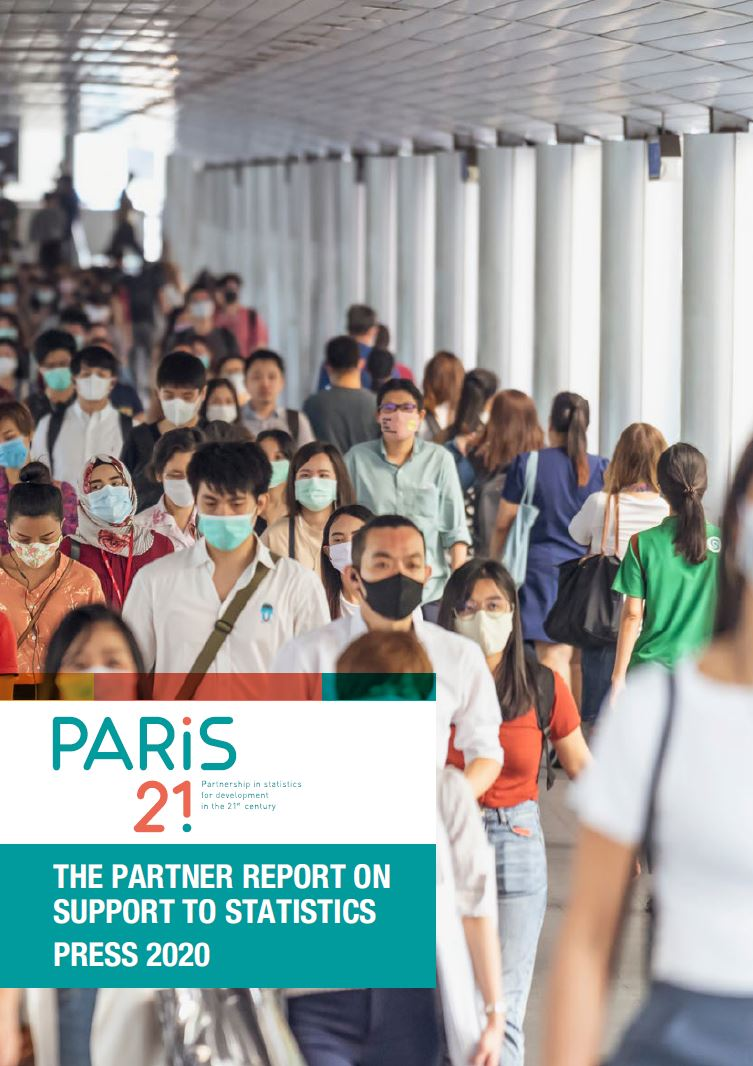 PARiS
21
Partnership in statistics
for development
in the 21st century
THE PARTNER REPORT ON
SUPPORT TO STATISTICS
PRESS 2020